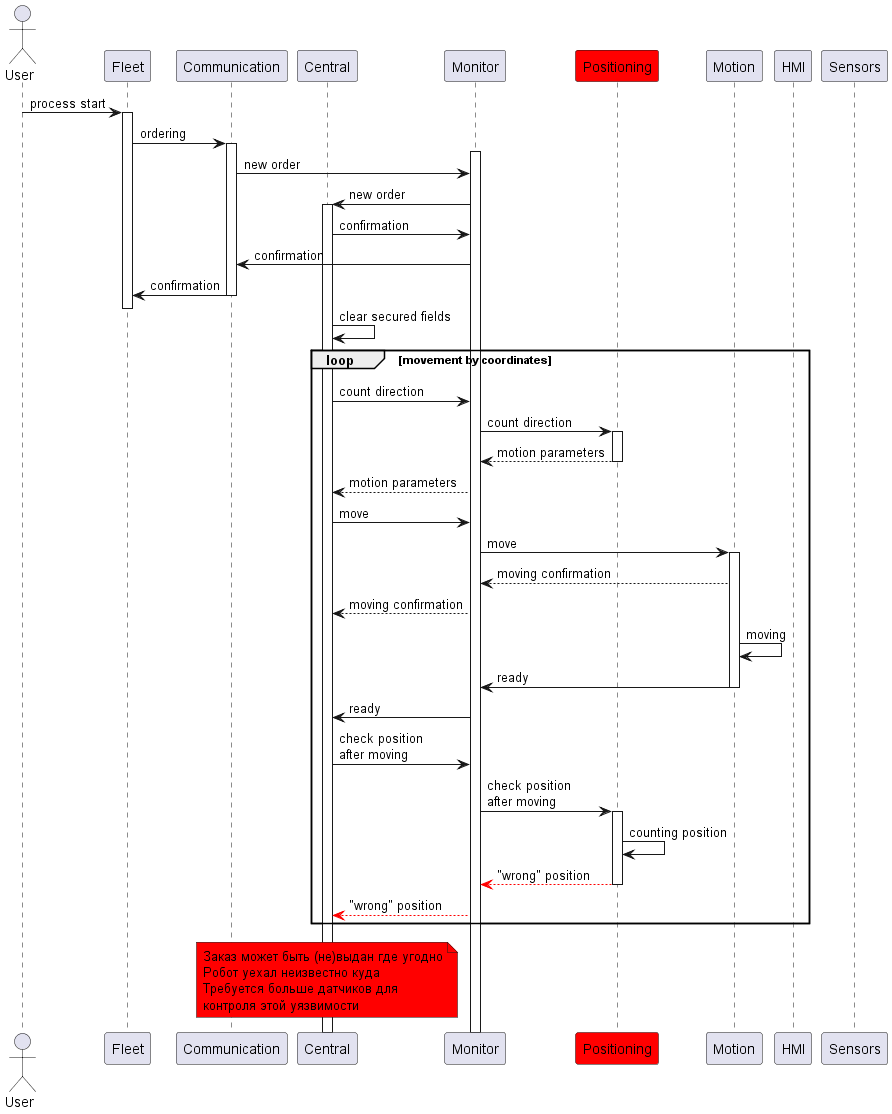 User
Fleet
Communication
Central
Monitor
Positioning
Motion
HMI
Sensors
process start
ordering
new order
new order
confirmation
confirmation
confirmation
clear secured fields
loop
[movement by coordinates]
count direction
count direction
motion parameters
motion parameters
move
move
moving confirmation
moving confirmation
moving
ready
ready
check position
after moving
check position
after moving
counting position
"wrong" position
"wrong" position
Заказ может быть (не)выдан где угодно
Робот уехал неизвестно куда
Требуется больше датчиков для
контроля этой уязвимости
User
Fleet
Communication
Central
Monitor
Positioning
Motion
HMI
Sensors